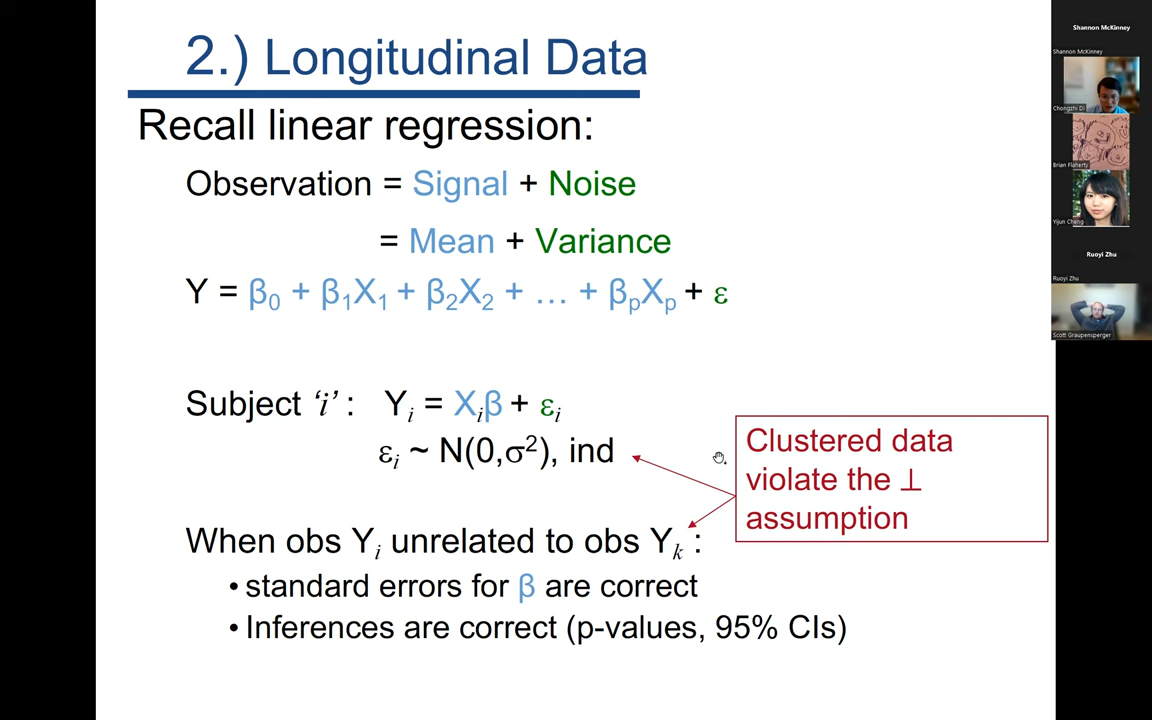 2.) Longitudinal Data
Recall linear regression:
Observation = Signal + Noise
= Mean + Variance
Y = β₀ + β₁X₁ + β₂X₂ + … + βₚXₚ + ε
Subject ‘i’ : Yᵢ = Xᵢβ + εᵢ
εᵢ ~ N(0,σ²), ind
Clustered data
violate the ⊥
assumption
When obs Yᵢ unrelated to obs Yₖ :
• standard errors for β are correct
• Inferences are correct (p-values, 95% CIs)
Shannon McKinney
Shannon McKinney
Chongzhi Di
Brian Flaherty
Yijun Cheng
Ruoyi Zhu
Ruoyi Zhu
Scott Graupensperger